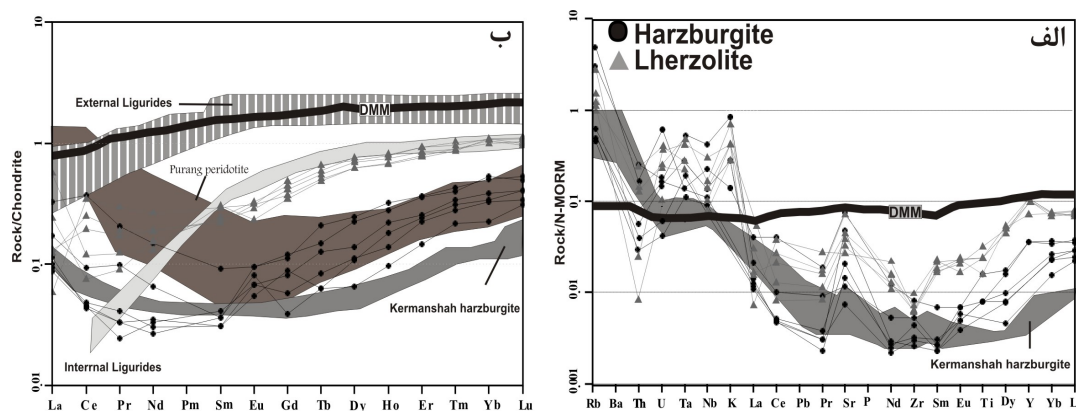 ب
10
1
0,1
0,01
Rock/Chondrite
External Ligurides
DMM
Purang peridotite
Kermanshah harzburgite
Internal Ligurides
La Ce Pr Nd Pm Sm Eu Gd Tb Dy Ho Er Tm Yb Lu
الف
Harzburgite
Lherzolite
10
1
0.1
0.01
0.001
Rock/N-MORM
DMM
Kermanshah harzburgite
Rb Ba Th U Ta Nb K La Ce Pb Pr Sr P Nd Zr Sm Eu Ti Dy Y Yb L